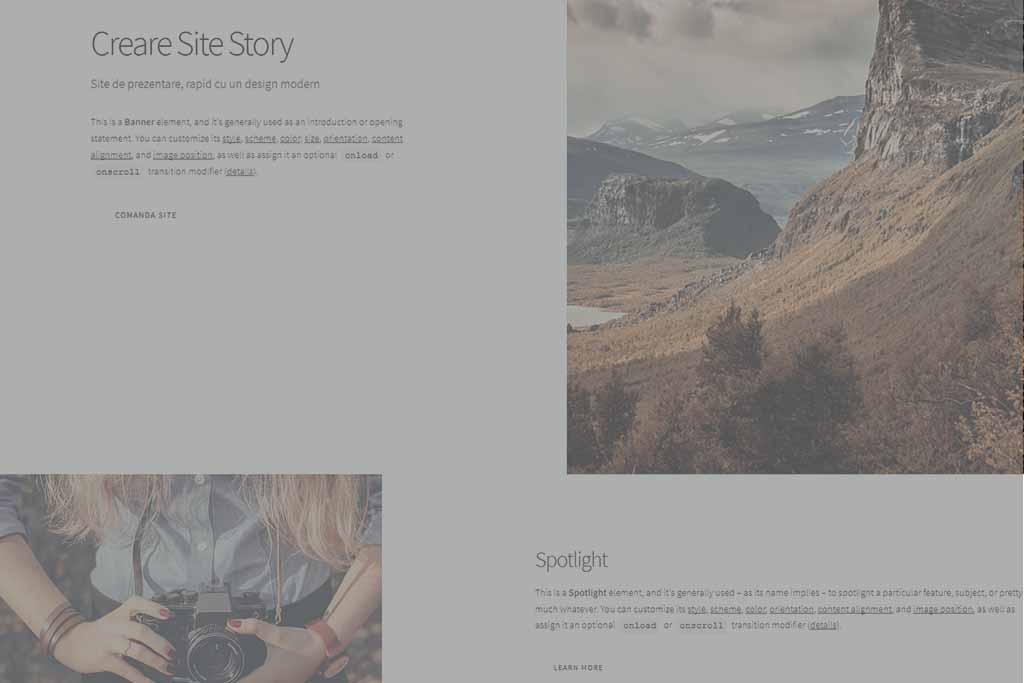 Creare Site Story
Site de prezentare, rapid cu un design modern
This is a Banner element, and it's generally used as an introduction or opening
statement. You can customize its style, scheme, color, size, orientation, content
alignment, and image position, as well as assign it an optional onload or
onscroll transition modifier (details).
COMANDA SITE
Spotlight
This is a Spotlight element, and it's generally used – as its name implies – to spotlight a particular feature, subject, or pretty
much whatever. You can customize its style, scheme, color, orientation, content alignment, and image position, as well as
assign it an optional onload or onscroll transition modifier (details).
LEARN MORE